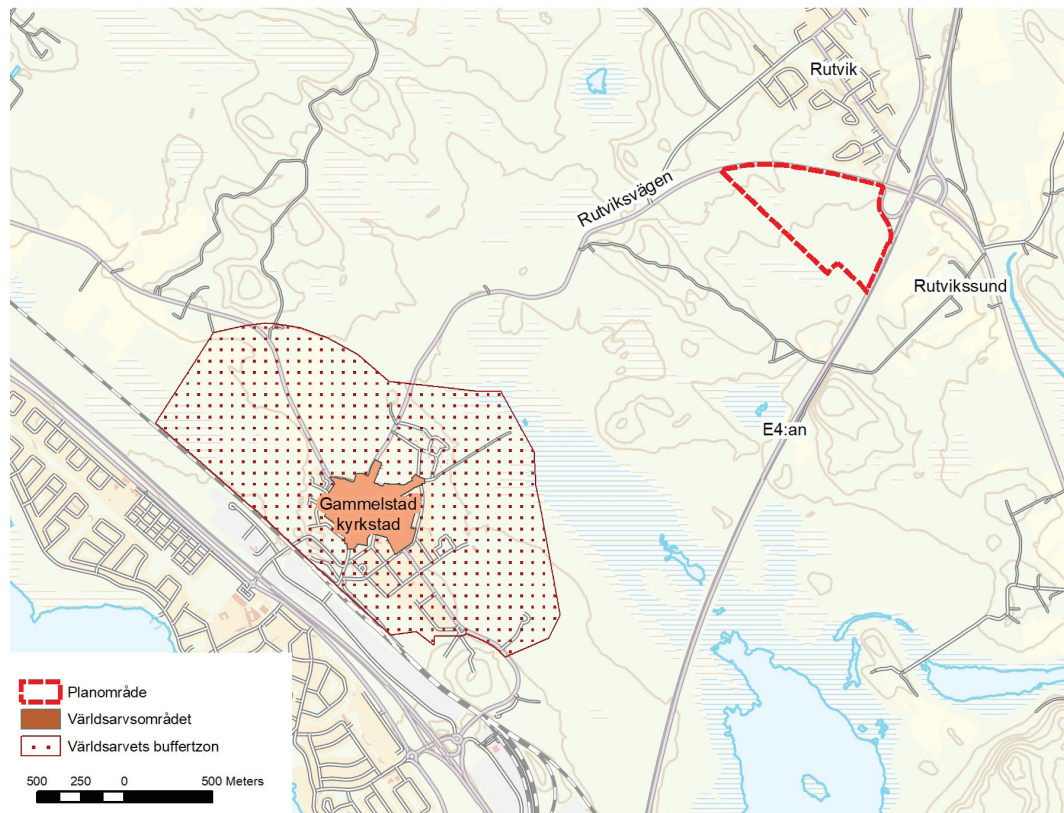 Rutvik
Rutviksvägen
Rutvikssund
E4:an
Gammelstad
kyrkstad
Planområde
Världsarvsområdet
Världsarvets buffertzon
500 250 0 500 Meters